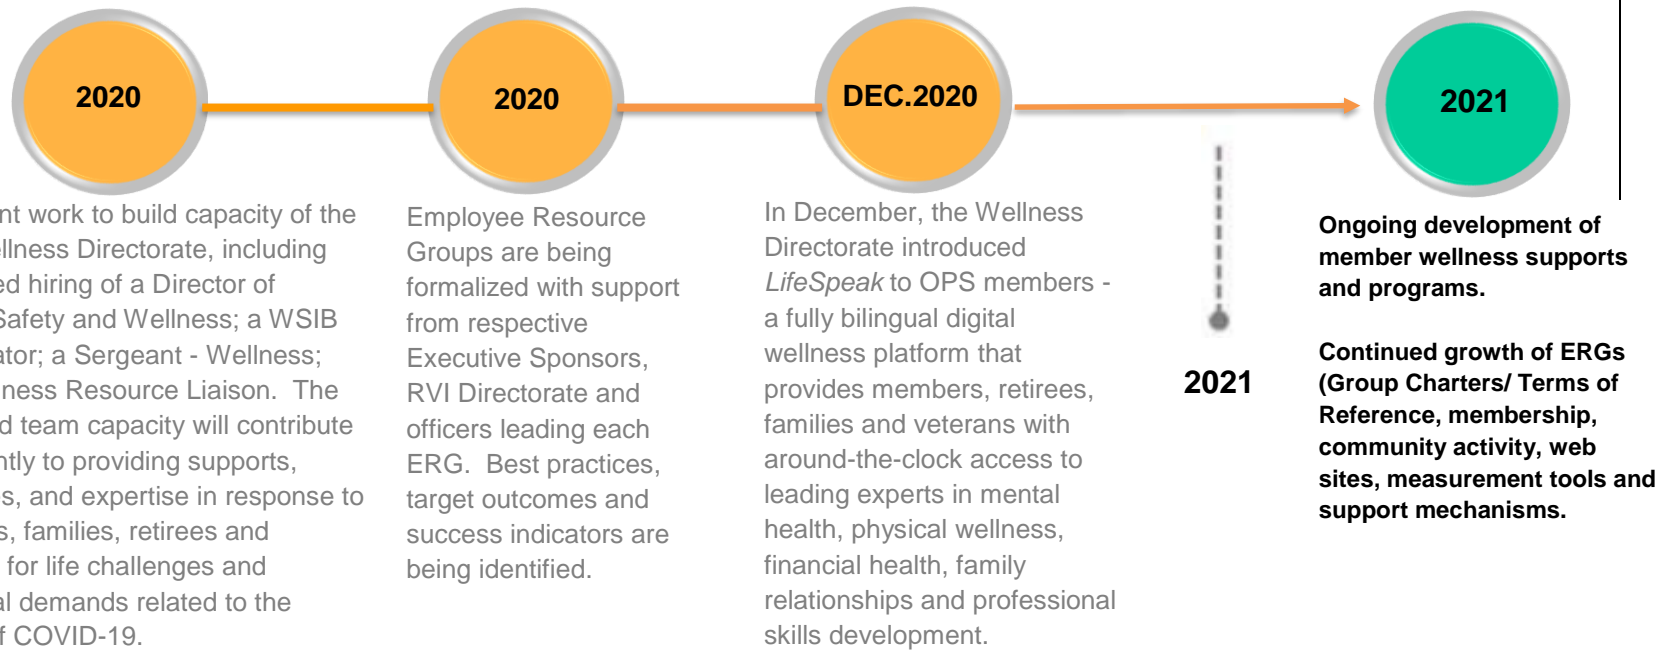 2020
nt work to build capacity of the
llness Directorate, including
ed hiring of a Director of
Safety and Wellness; a WSIB
ator; a Sergeant - Wellness;
ness Resource Liaison. The
d team capacity will contribute
ntly to providing supports,
es, and expertise in response to
s, families, retirees and
for life challenges and
al demands related to the
f COVID-19.
2020
Employee Resource
Groups are being
formalized with support
from respective
Executive Sponsors,
RVI Directorate and
officers leading each
ERG. Best practices,
target outcomes and
success indicators are
being identified.
DEC.2020
In December, the Wellness
Directorate introduced
LifeSpeak to OPS members -
a fully bilingual digital
wellness platform that
provides members, retirees,
families and veterans with
around-the-clock access to
leading experts in mental
health, physical wellness,
financial health, family
relationships and professional
skills development.
2021
2021
Ongoing development of
member wellness supports
and programs.
Continued growth of ERGs
(Group Charters/ Terms of
Reference, membership,
community activity, web
sites, measurement tools and
support mechanisms.